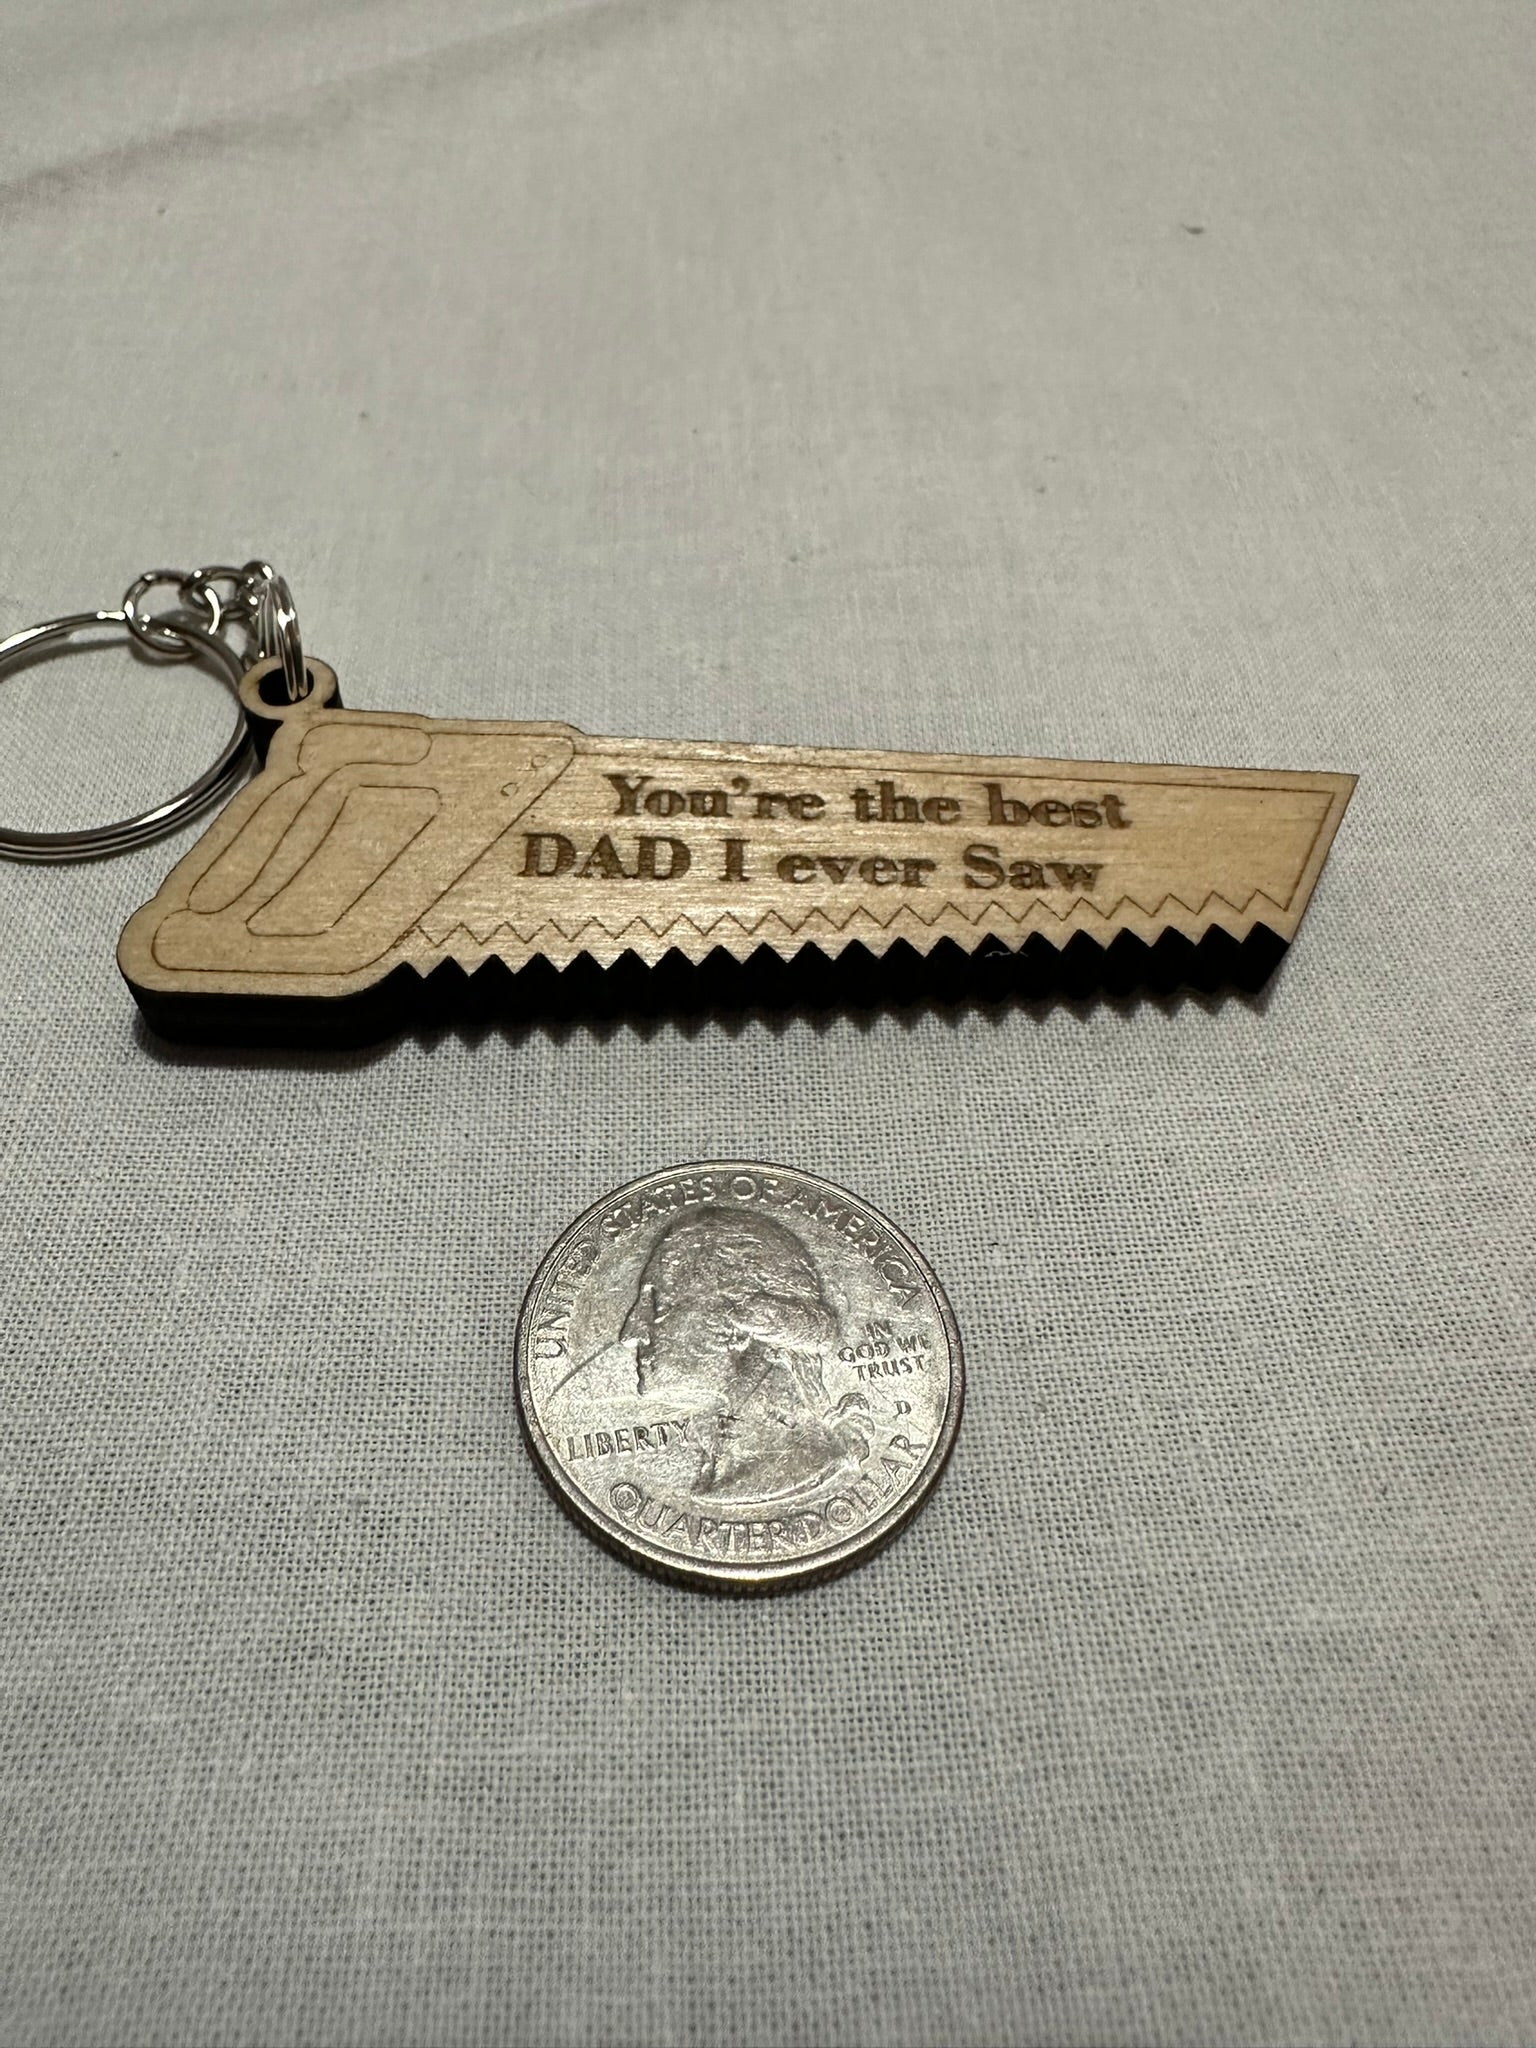 You're the best
DAD I ever Saw
UNITED STATES OF AMERICA
IN
GOD WE
TRUST
D
LIBERTY
QUARTER DOLLAR